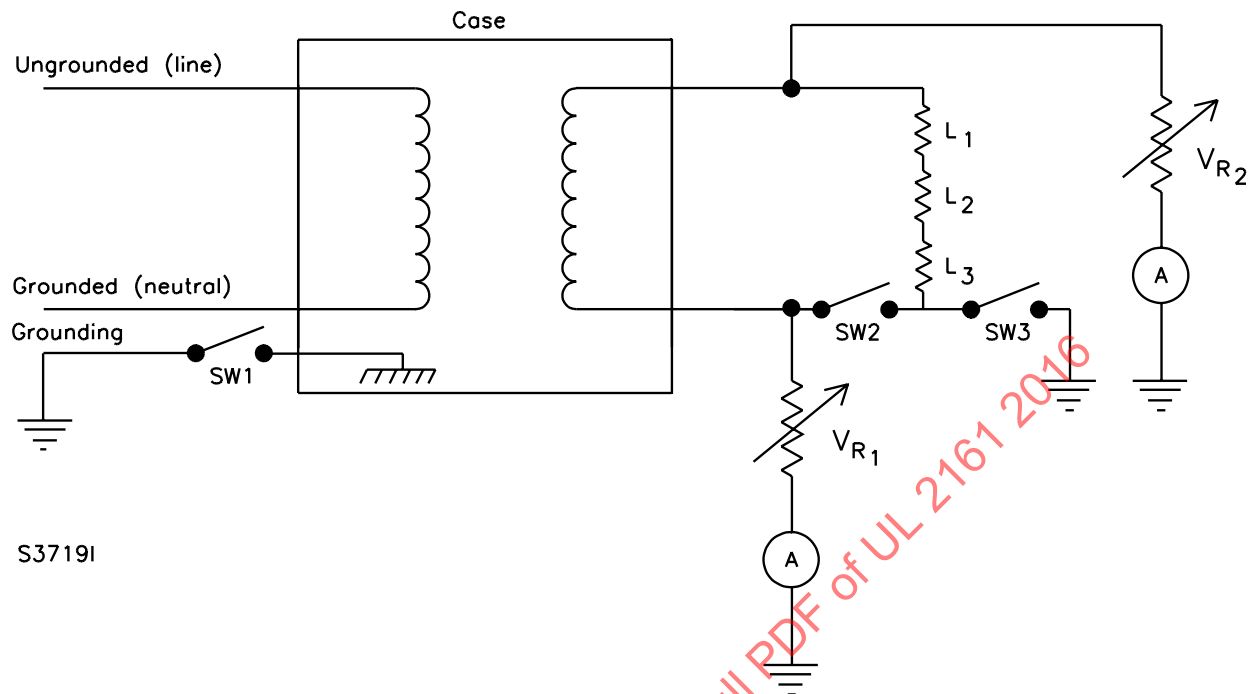 Case
Ungrounded (line)
L1
VR2
L2
L3
A
Grounded (neutral)
Grounding
SW1
SW2
SW3
VR1
S3719I
A
PDF of UL 2161 2016